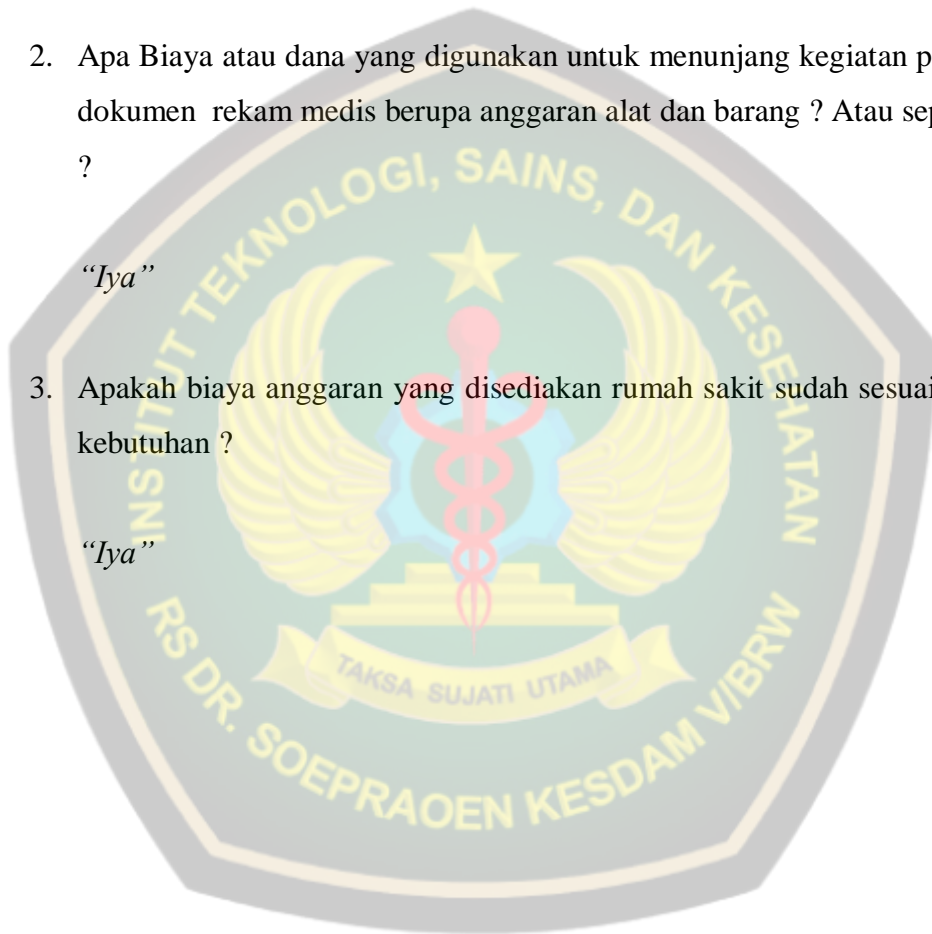 2. Apa Biaya atau dana yang digunakan untuk menunjang kegiatan
dokumen rekam medis berupa anggaran alat dan barang ? Atau
?
“Iya”
3. Apakah biaya anggaran yang disediakan rumah sakit sudah sesuai
kebutuhan ?
“Iya”
INSTITUT TEKNOLOGI, SAINS, DAN KESEHATAN
TAKSA SUJATI UTAMA
RS DR. SOEPRAOEN KESDAM V/BRW